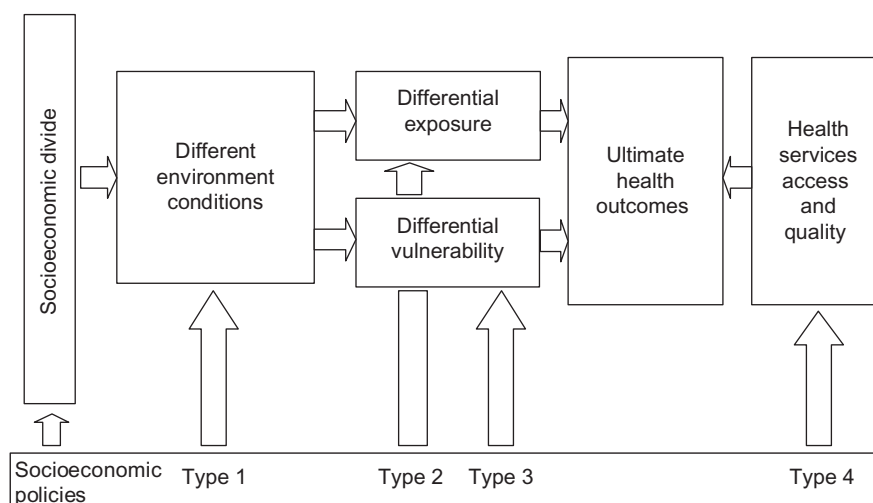 Socioeconomic divide
Different
environment
conditions
Differential
exposure
Differential
vulnerability
Ultimate
health
outcomes
Health
services
access
and
quality
Socioeconomic
policies
Type 1
Type 2
Type 3
Type 4